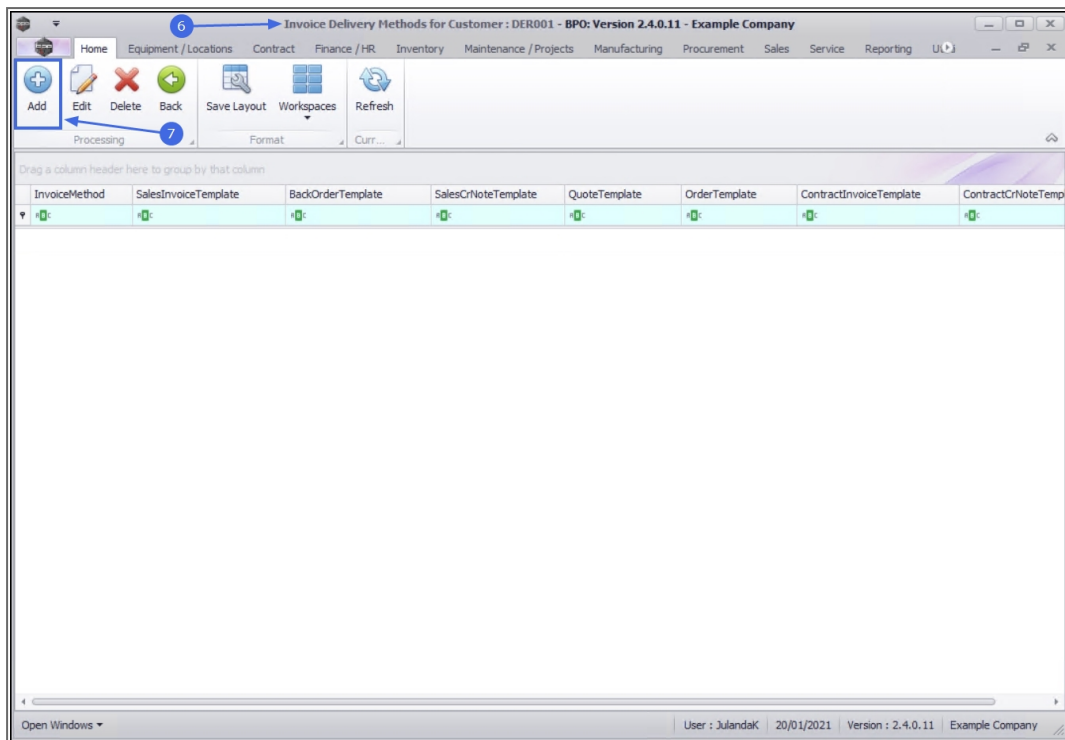 6
Invoice Delivery Methods for Customer : DER001 - BPO: Version 2.4.0.11 - Example Company
Home Equipment / Locations Contract Finance / HR Inventory Maintenance / Projects Manufacturing Procurement Sales Service Reporting
Add Edit Delete Back Save Layout Workspaces Refresh
7
Processing Format Curr...
Drag a column header here to group by that column
InvoiceMethod SalesInvoiceTemplate BackOrderTemplate SalesCrNoteTemplate QuoteTemplate OrderTemplate ContractInvoiceTemplate ContractCrNoteTemp
Open Windows User : JulandaK 20/01/2021 Version : 2.4.0.11 Example Company